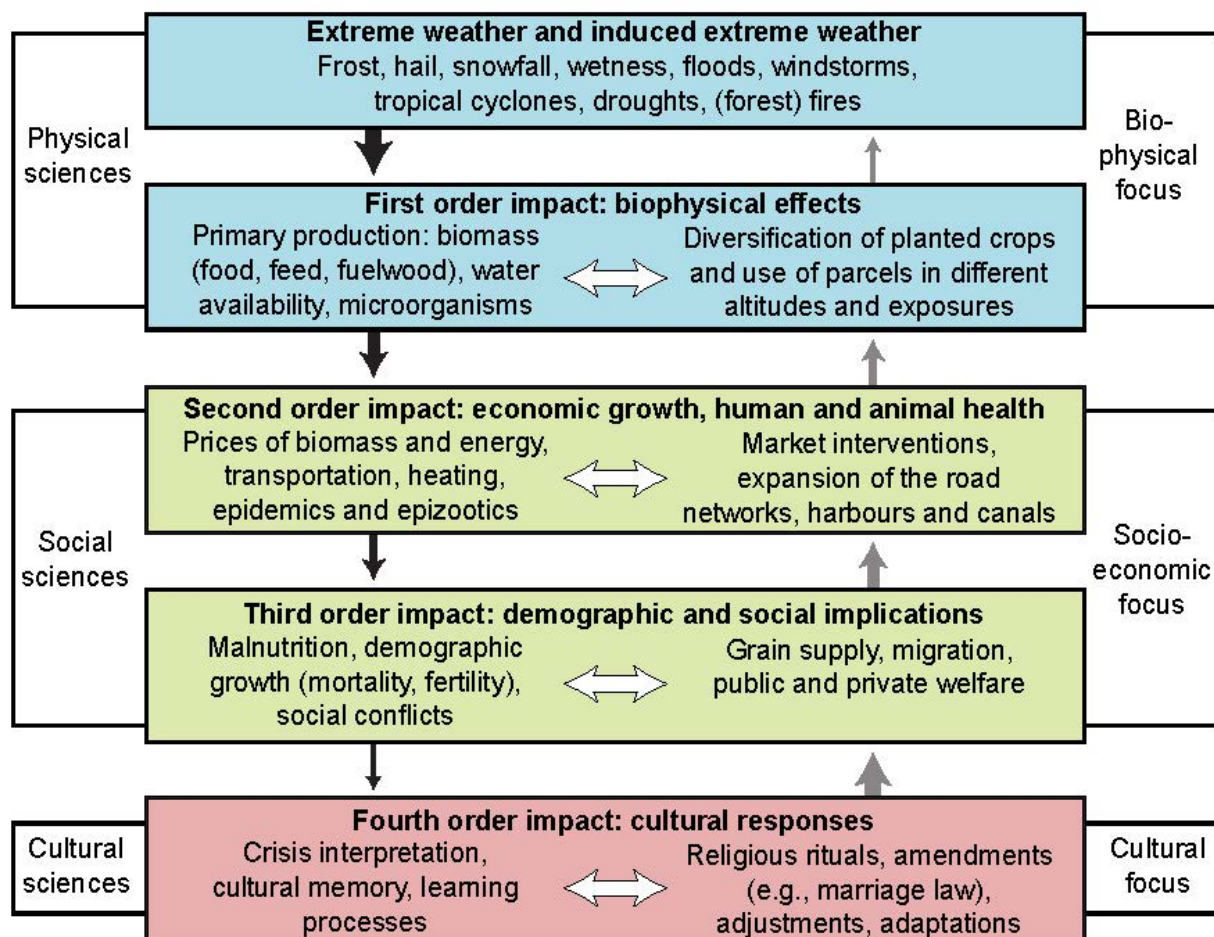 Extreme weather and induced extreme weather
Frost, hail, snowfall, wetness, floods, windstorms,
tropical cyclones, droughts, (forest) fires
Physical
sciences
Bio-
physical
focus
First order impact: biophysical effects
Primary production: biomass
(food, feed, fuelwood), water
availability, microorganisms
Diversification of planted crops
and use of parcels in different
altitudes and exposures
Second order impact: economic growth, human and animal health
Prices of biomass and energy,
transportation, heating,
epidemics and epizootics
Market interventions,
expansion of the road
networks, harbours and canals
Social
sciences
Socio-
economic
focus
Third order impact: demographic and social implications
Malnutrition, demographic
growth (mortality, fertility),
social conflicts
Grain supply, migration,
public and private welfare
Fourth order impact: cultural responses
Cultural
sciences
Crisis interpretation,
cultural memory, learning
processes
Religious rituals, amendments
(e.g., marriage law),
adjustments, adaptations
Cultural
focus